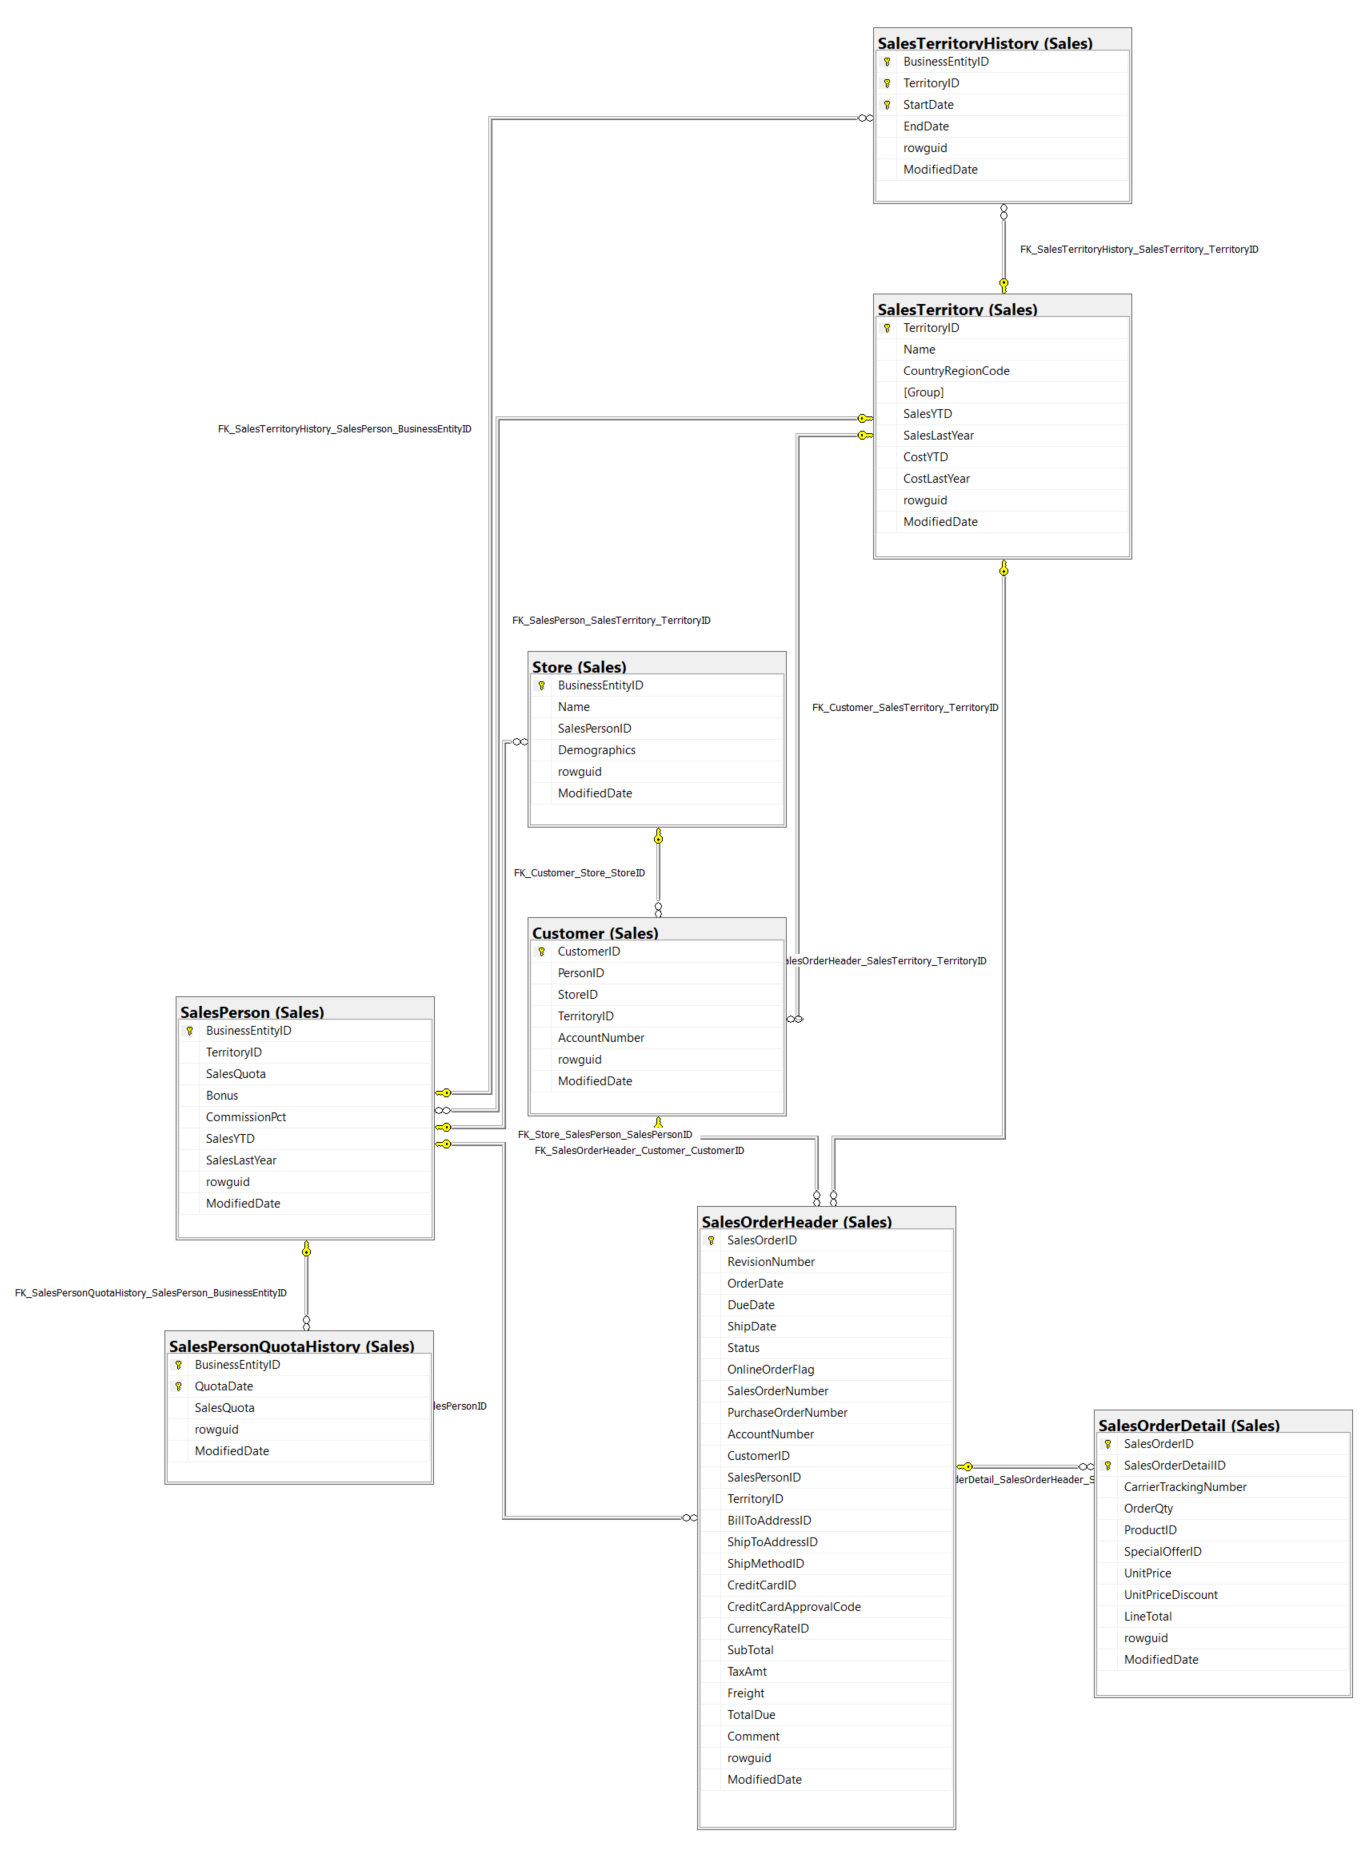 SalesTerritoryHistory (Sales)
BusinessEntityID
TerritoryID
StartDate
EndDate
rowguid
ModifiedDate
FK_SalesTerritoryHistory_SalesTerritory_TerritoryID
SalesTerritory (Sales)
TerritoryID
Name
CountryRegionCode
[Group]
SalesYTD
SalesLastYear
CostYTD
CostLastYear
rowguid
ModifiedDate
FK_SalesTerritoryHistory_SalesPerson_BusinessEntityID
FK_SalesPerson_SalesTerritory_TerritoryID
Store (Sales)
BusinessEntityID
Name
SalesPersonID
Demographics
rowguid
ModifiedDate
FK_Customer_SalesTerritory_TerritoryID
FK_Customer_Store_StoreID
Customer (Sales)
CustomerID
PersonID
StoreID
TerritoryID
AccountNumber
rowguid
ModifiedDate
alesOrderHeader_SalesTerritory_TerritoryID
SalesPerson (Sales)
BusinessEntityID
TerritoryID
SalesQuota
Bonus
CommissionPct
SalesYTD
SalesLastYear
rowguid
ModifiedDate
FK_Store_SalesPerson_SalesPersonID
FK_SalesOrderHeader_Customer_CustomerID
FK_SalesPersonQuotaHistory_SalesPerson_BusinessEntityID
SalesPersonQuotaHistory (Sales)
BusinessEntityID
QuotaDate
SalesQuota
rowguid
ModifiedDate
lesPersonID
SalesOrderHeader (Sales)
SalesOrderID
RevisionNumber
OrderDate
DueDate
ShipDate
Status
OnlineOrderFlag
SalesOrderNumber
PurchaseOrderNumber
AccountNumber
CustomerID
SalesPersonID
TerritoryID
BillToAddressID
ShipToAddressID
ShipMethodID
CreditCardID
CreditCardApprovalCode
CurrencyRateID
SubTotal
TaxAmt
Freight
TotalDue
Comment
rowguid
ModifiedDate
derDetail_SalesOrderHeader_S
SalesOrderDetail (Sales)
SalesOrderID
SalesOrderDetailID
CarrierTrackingNumber
OrderQty
ProductID
SpecialOfferID
UnitPrice
UnitPriceDiscount
LineTotal
rowguid
ModifiedDate